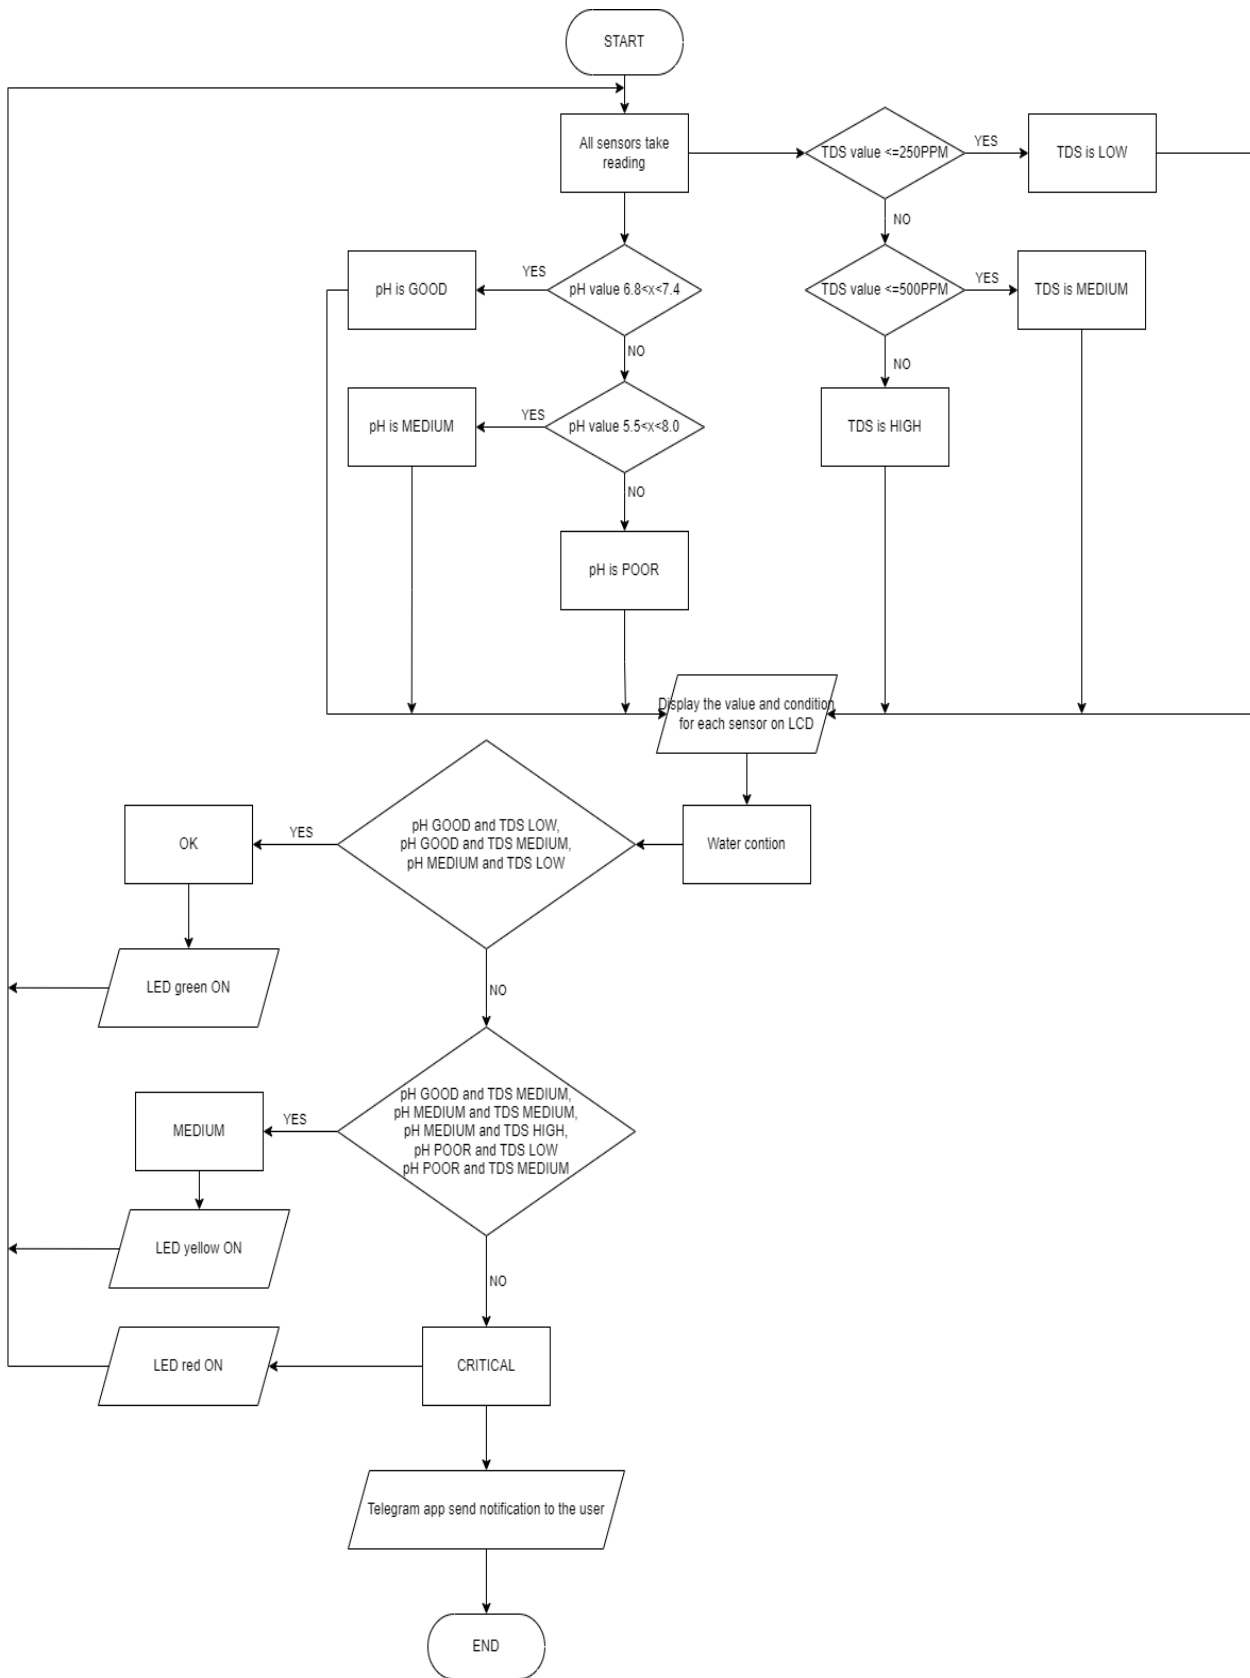 START
All sensors take
reading
TDS value <=250PPM
YES
TDS is LOW
NO
pH is GOOD
YES
pH value 6.8<x<7.4
TDS value <=500PPM
YES
TDS is MEDIUM
NO
NO
pH is MEDIUM
YES
pH value 5.5<x<8.0
TDS is HIGH
NO
pH is POOR
Display the value and condition
for each sensor on LCD
OK
YES
pH GOOD and TDS LOW,
pH GOOD and TDS MEDIUM,
pH MEDIUM and TDS LOW
Water contion
LED green ON
NO
MEDIUM
YES
pH GOOD and TDS MEDIUM,
pH MEDIUM and TDS MEDIUM,
pH MEDIUM and TDS HIGH,
pH POOR and TDS LOW
pH POOR and TDS MEDIUM
LED yellow ON
NO
LED red ON
CRITICAL
Telegram app send notification to the user
END